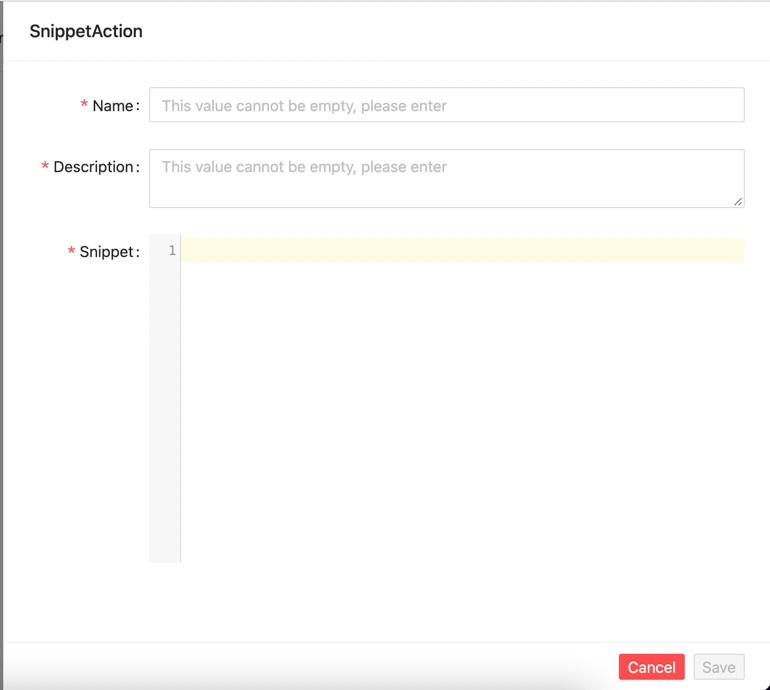 SnippetAction
* Name:
This value cannot be empty, please enter
* Description:
This value cannot be empty, please enter
* Snippet:
1
Cancel
Save